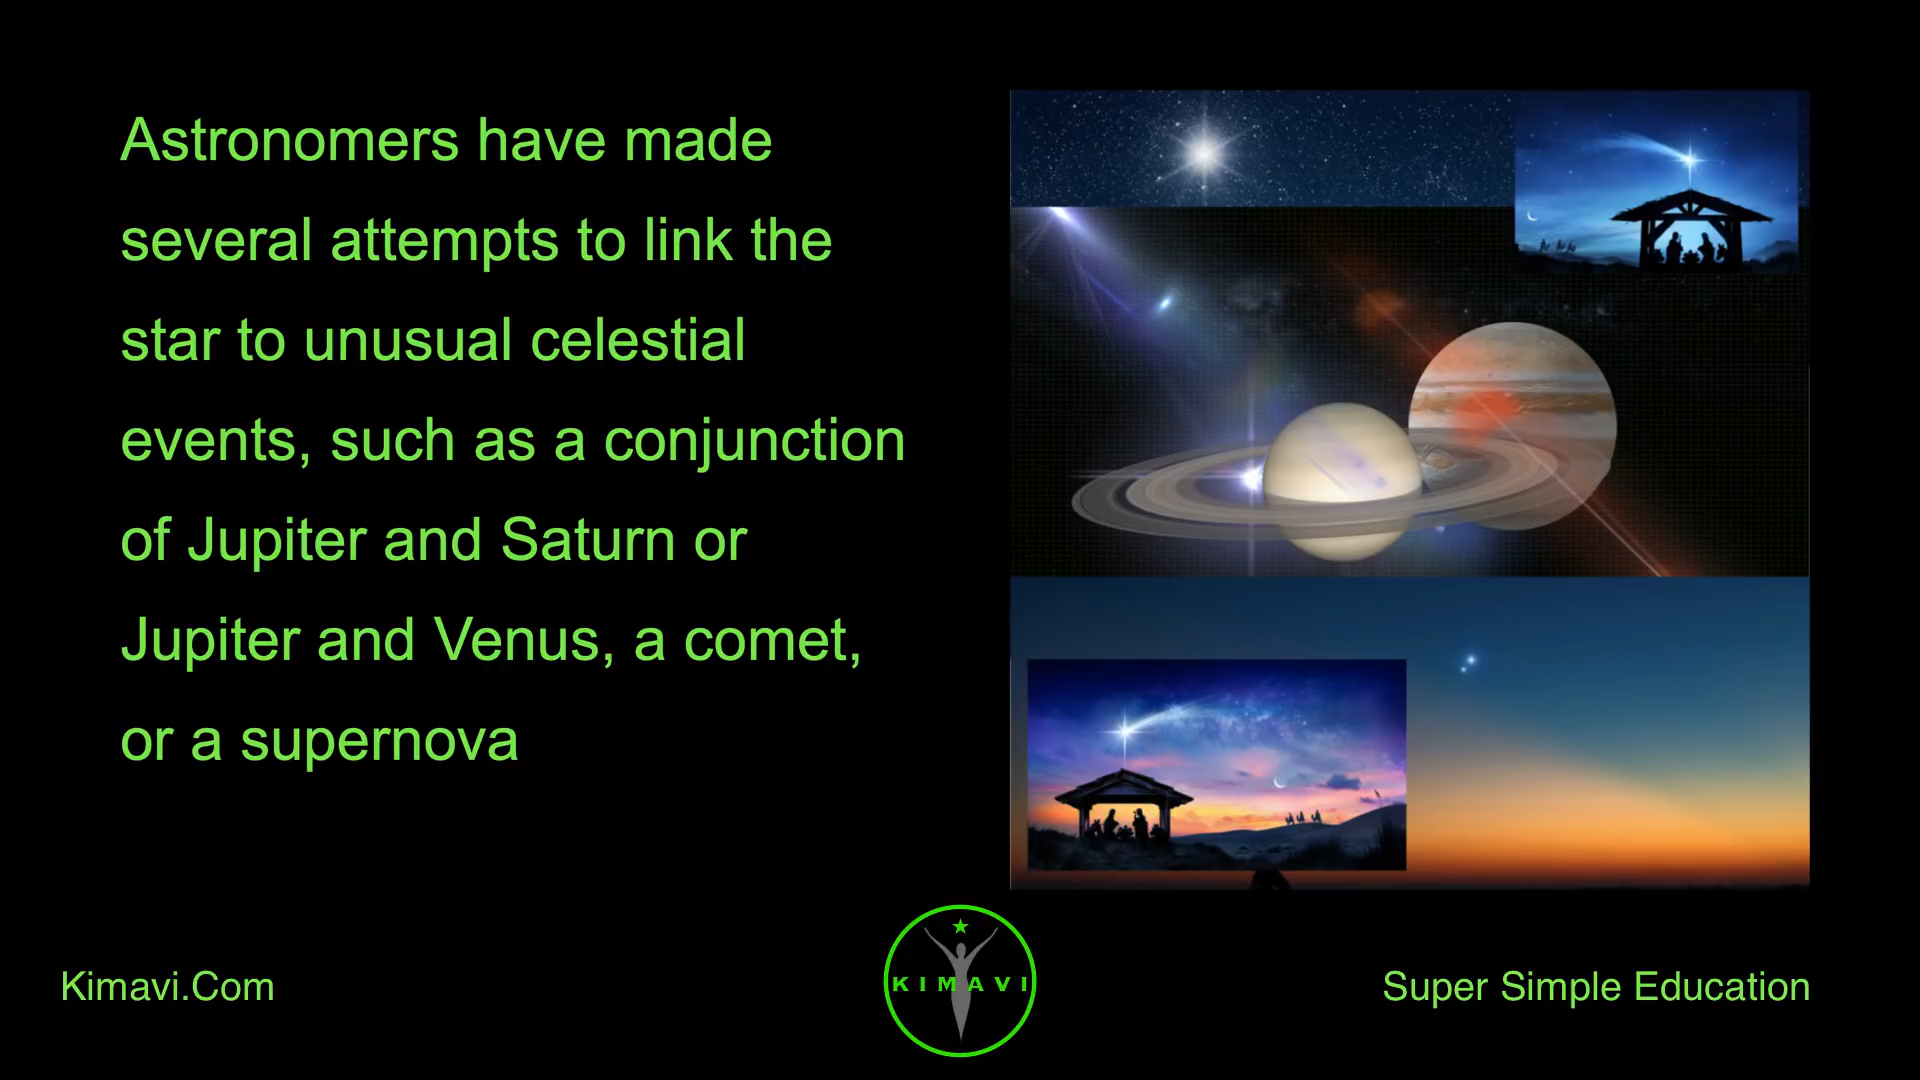 Astronomers have made
several attempts to link the
star to unusual celestial
events, such as a conjunction
of Jupiter and Saturn or
Jupiter and Venus, a comet,
or a supernova
Kimavi.Com
KIMAVI
Super Simple Education